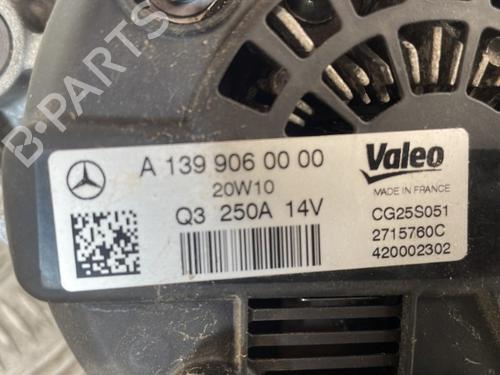 A 139 906 00 00
20W10
Q3 250A 14V
Valeo
MADE IN FRANCE
CG25S051
2715760C
420002302
B-PARTS